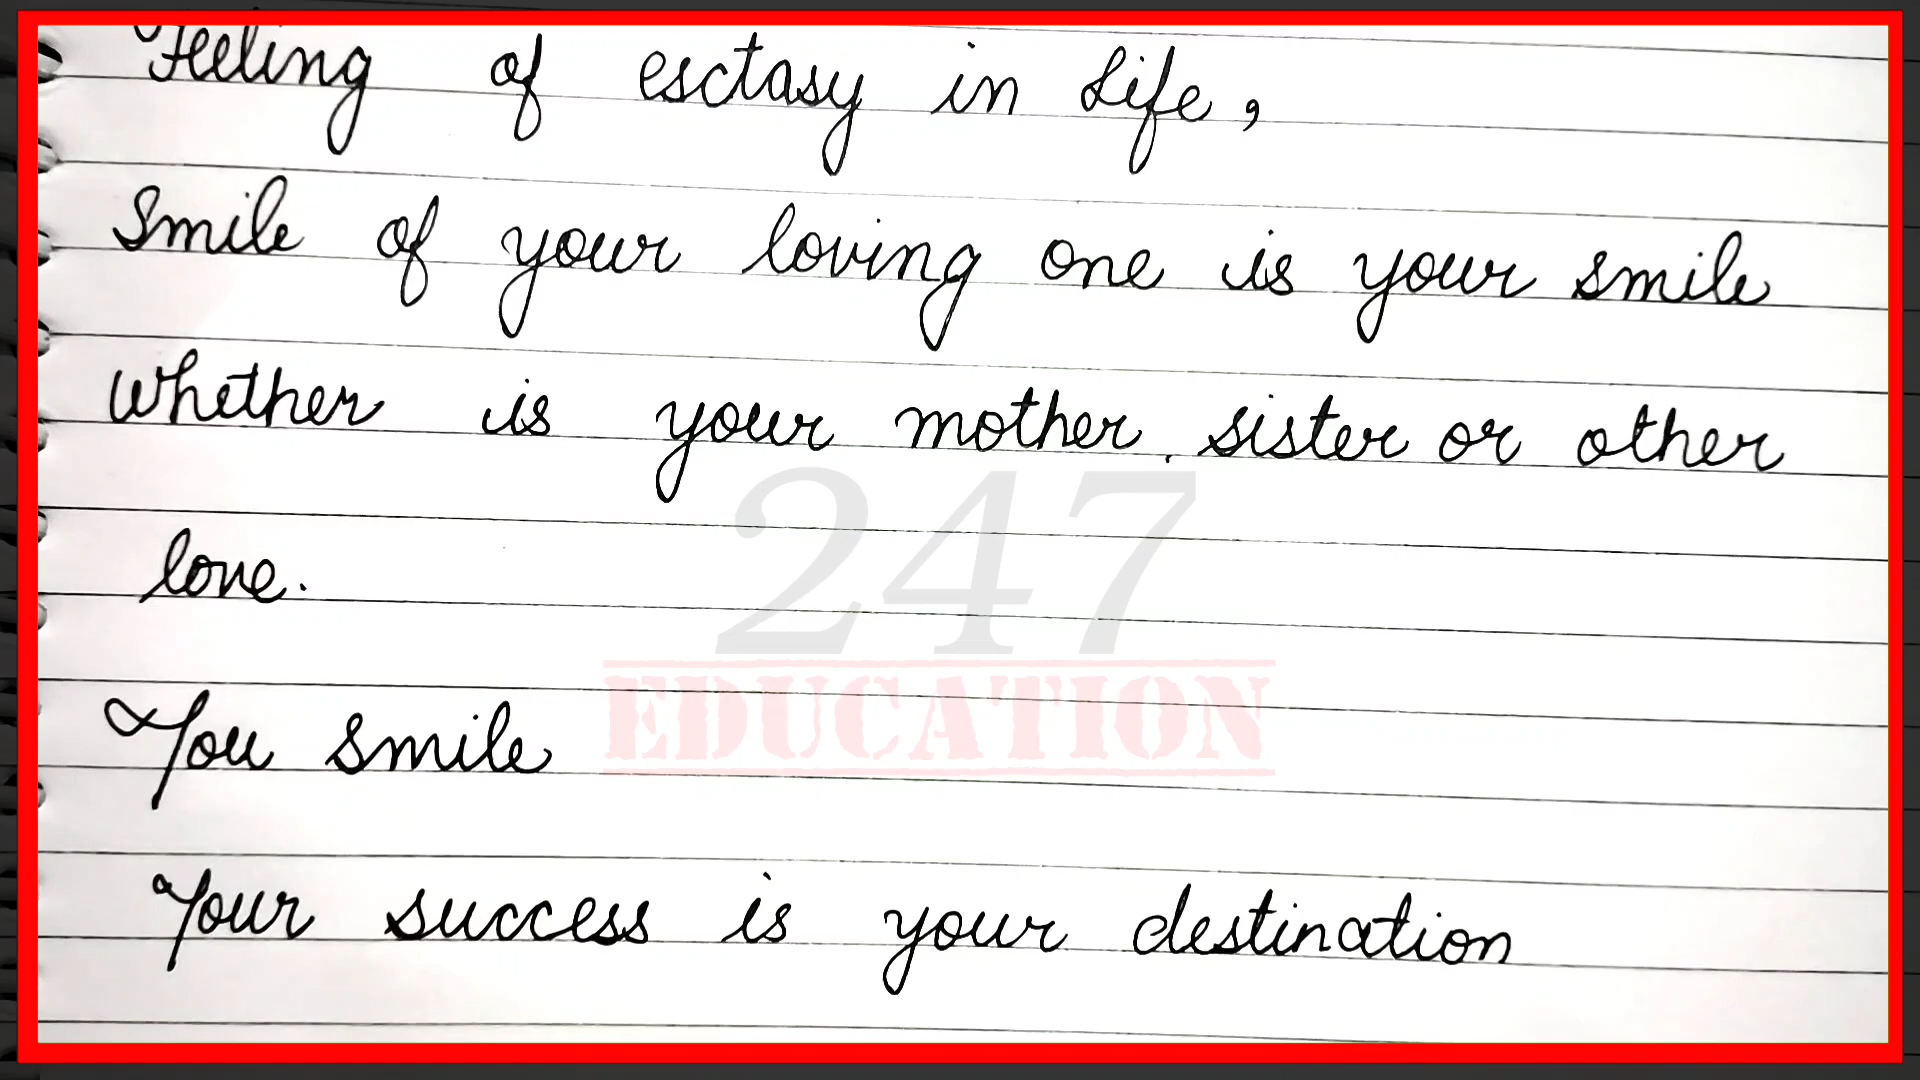 Feeling of esctasy in life,
Smile of your loving one is your smile
whether is your mother, sister or other
love.
247
EDUCATION
You smile
Your success is your destination